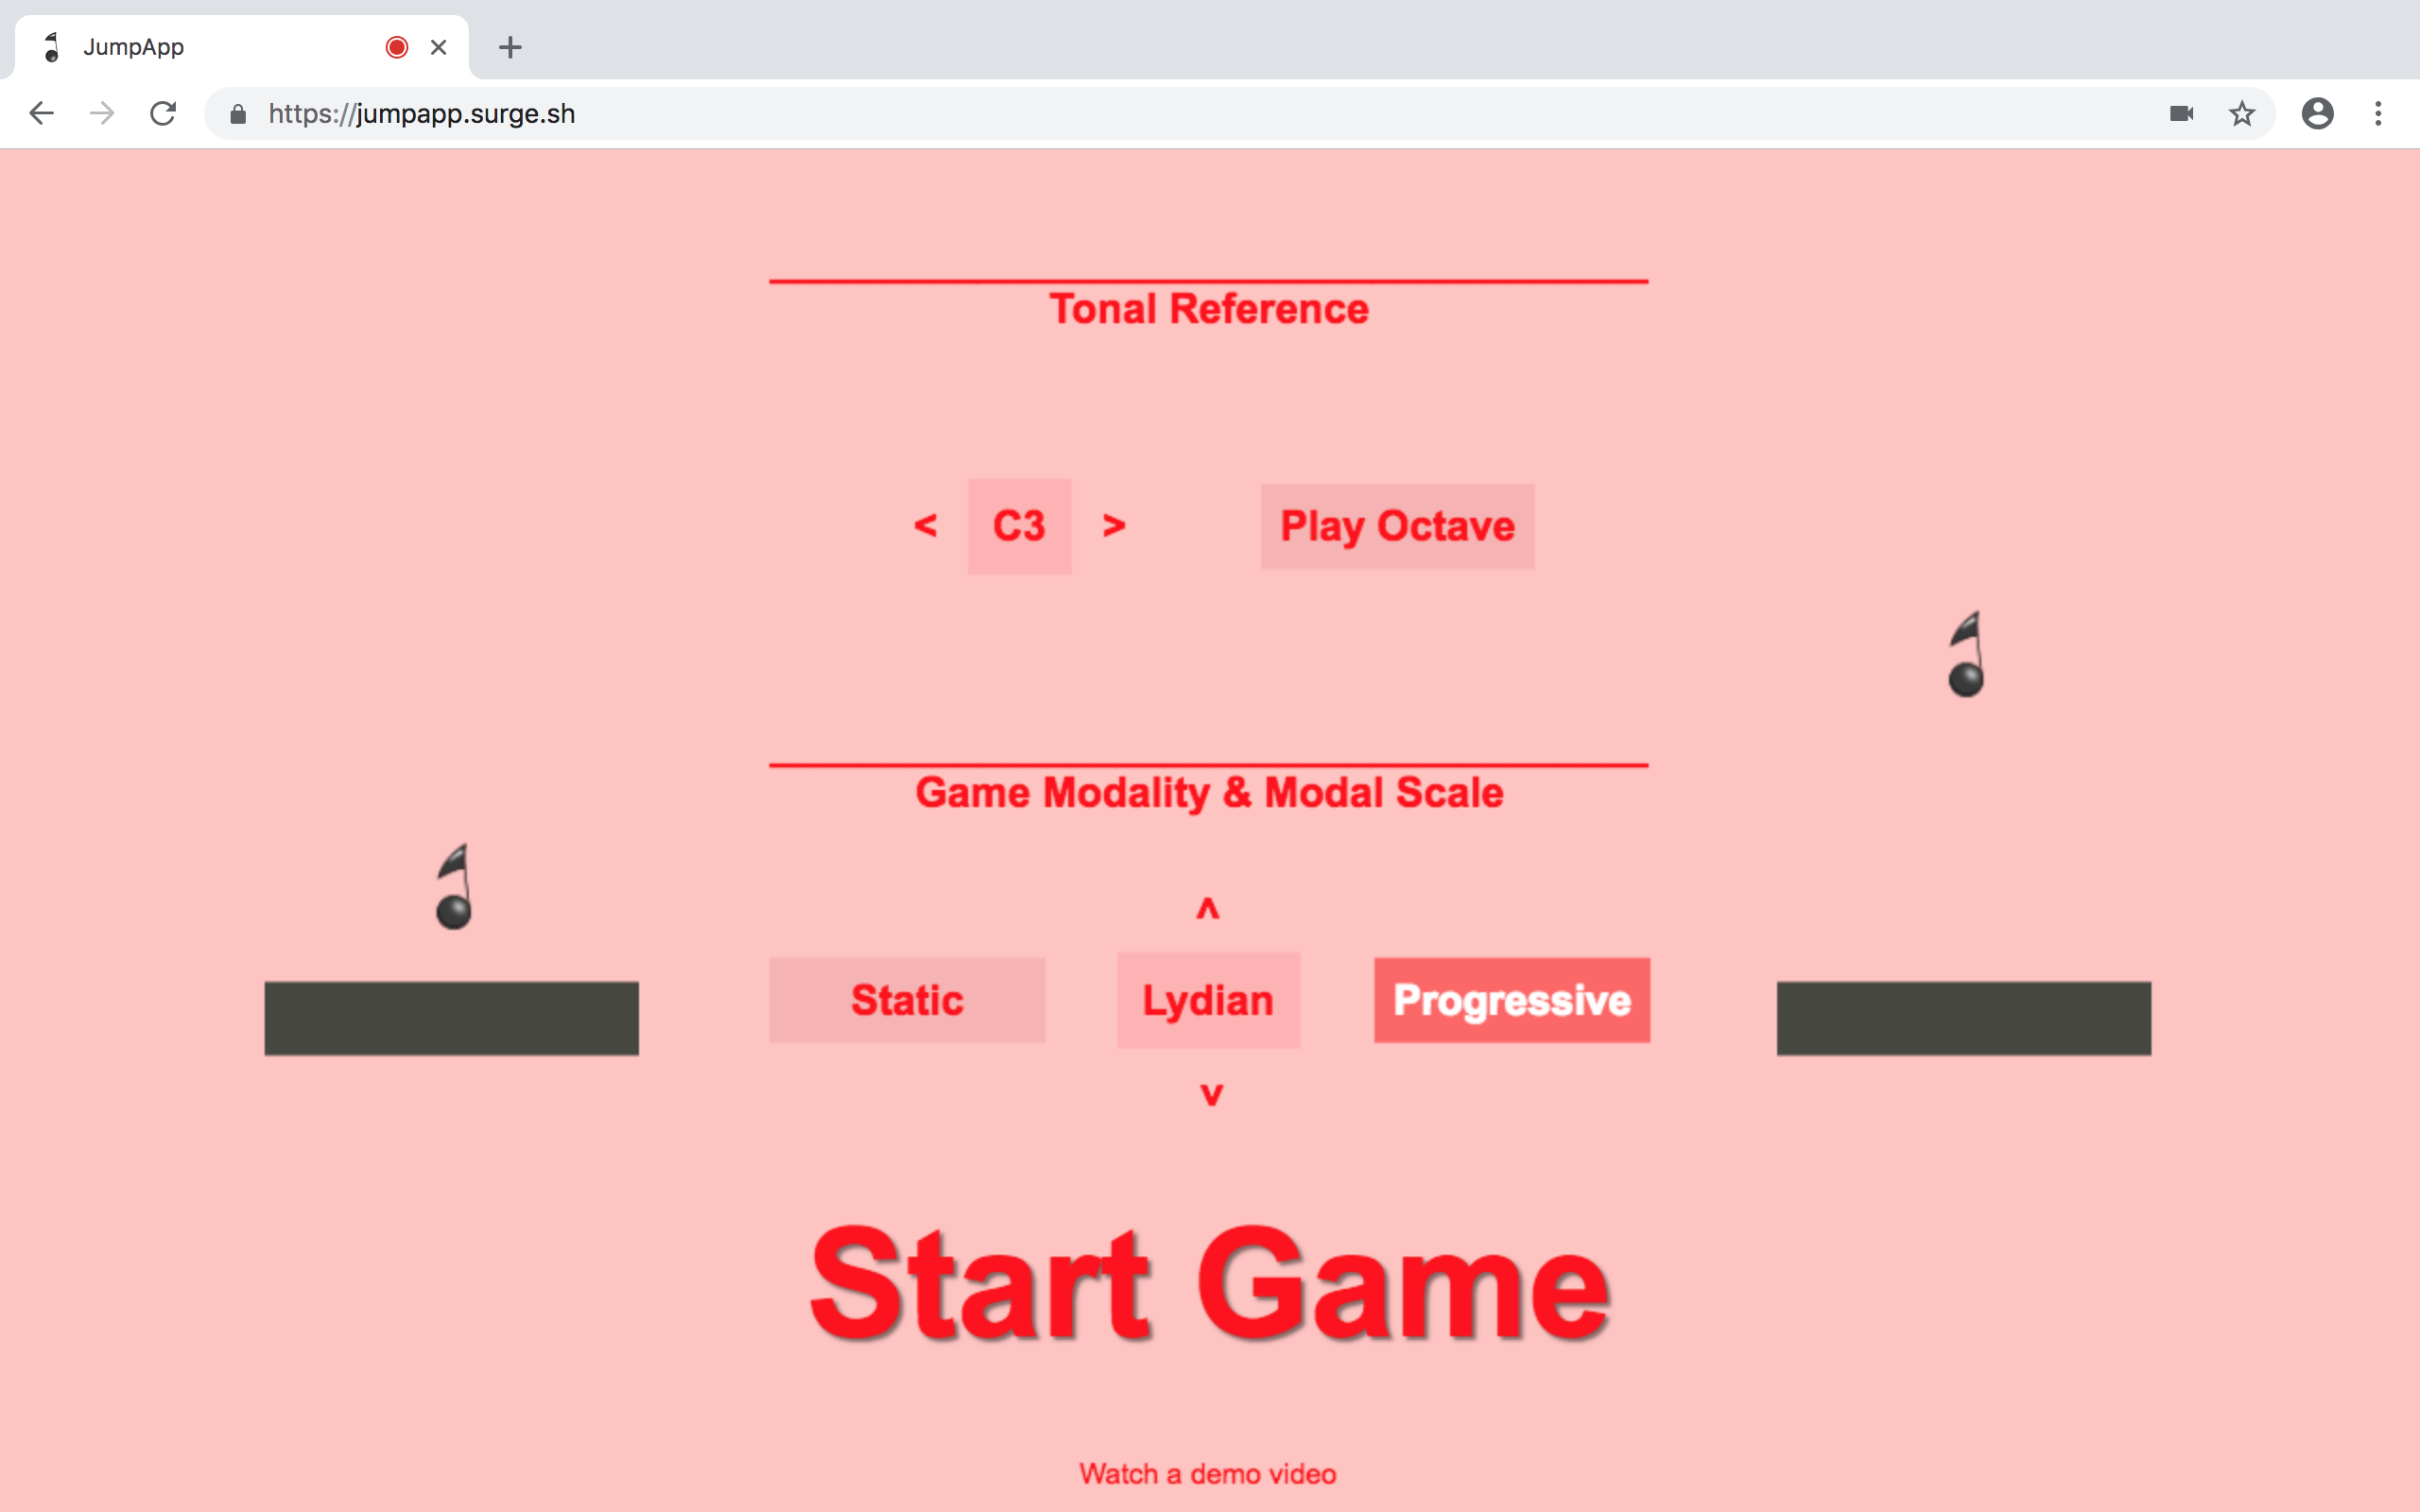 JumpApp
https://jumpapp.surge.sh
Tonal Reference
< C3 > Play Octave
Game Modality & Modal Scale
^
Static Lydian Progressive
v
Start Game
Watch a demo video